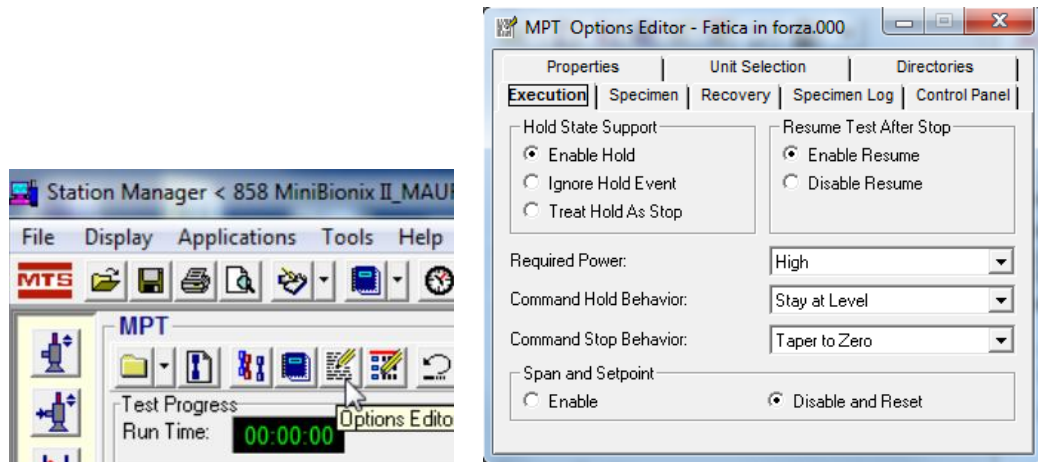 Station Manager < 858 MiniBionix II_MAU
File Display Applications Tools Help
MTS
MPT
Options Edito
Test Progress
Run Time: 00:00:00
MPT Options Editor - Fatica in forza.000
Properties Unit Selection Directories
Execution Specimen Recovery Specimen Log Control Panel
Hold State Support Resume Test After Stop
Enable Hold Enable Resume
Ignore Hold Event Disable Resume
Treat Hold As Stop
Required Power: High
Command Hold Behavior: Stay at Level
Command Stop Behavior: Taper to Zero
Span and Setpoint
Enable Disable and Reset